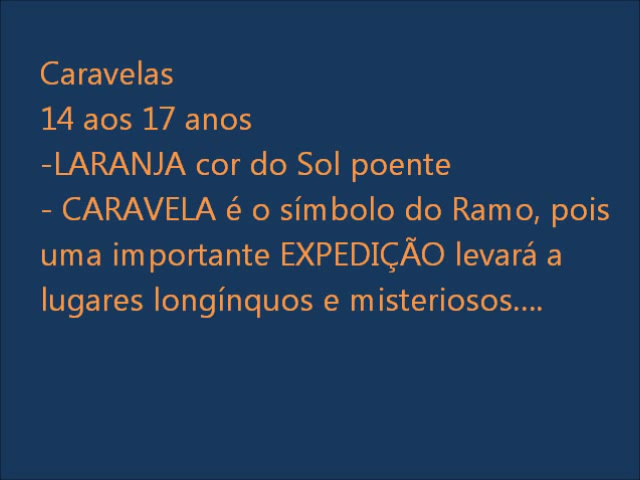 Caravelas
14 aos 17 anos
-LARANJA cor do Sol poente
- CARAVELA é o símbolo do Ramo, pois
uma importante EXPEDIÇÃO levará a
lugares longínquos e misteriosos....